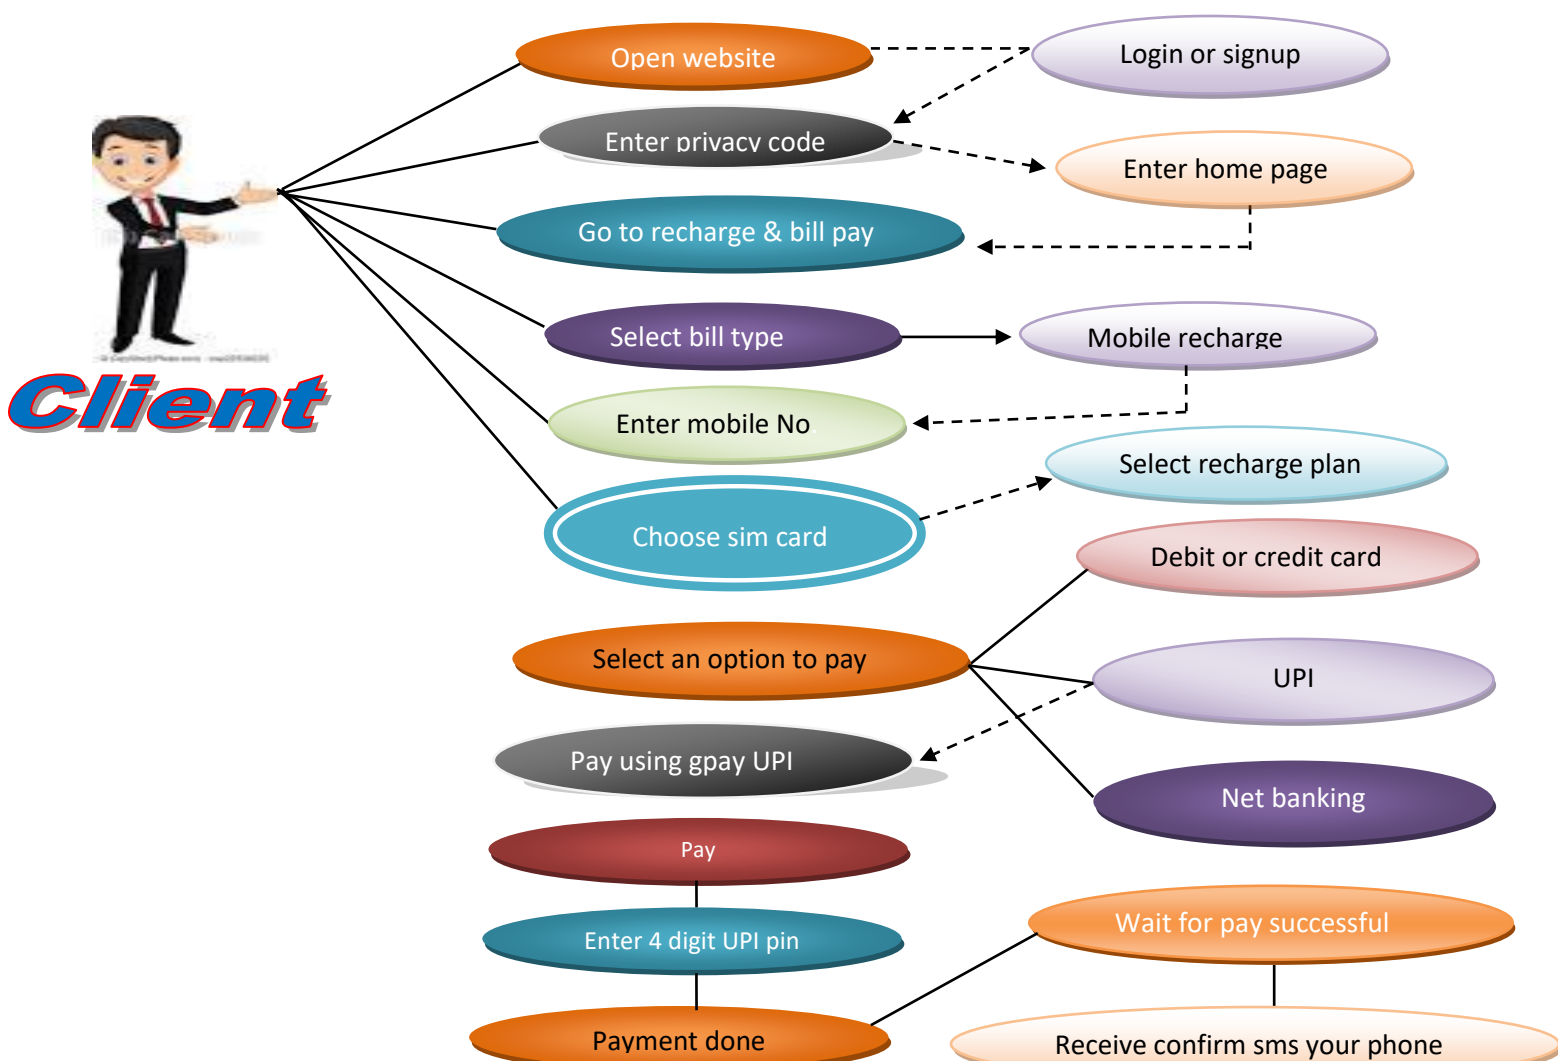 Open website
Login or signup
Enter privacy code
Enter home page
Go to recharge & bill pay
Select bill type
Mobile recharge
Client
Enter mobile No.
Select recharge plan
Choose sim card
Debit or credit card
Select an option to pay
UPI
Pay using gpay UPI
Net banking
Pay
Enter 4 digit UPI pin
Wait for pay successful
Payment done
Receive confirm sms your phone